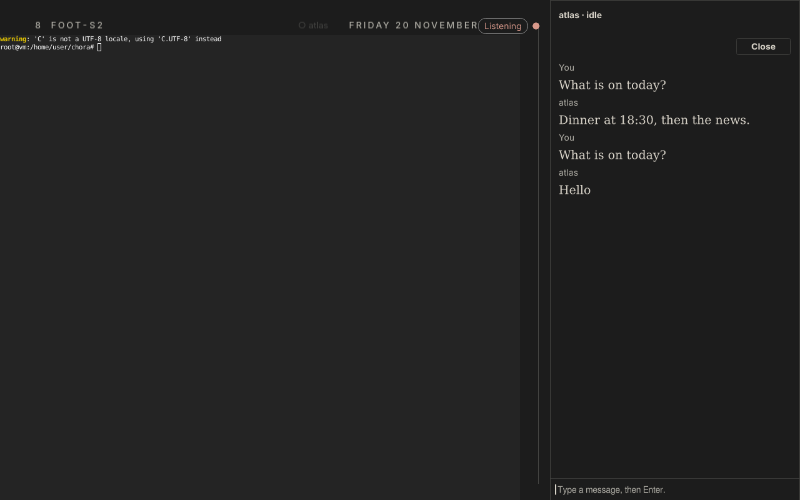 8 FOOT-S2
atlas
FRIDAY 20 NOVEMBER
Listening
warning: 'C' is not a UTF-8 locale, using 'C.UTF-8' instead
root@vm:/home/user/chora#
atlas · idle
Close
You
What is on today?
atlas
Dinner at 18:30, then the news.
You
What is on today?
atlas
Hello
Type a message, then Enter.